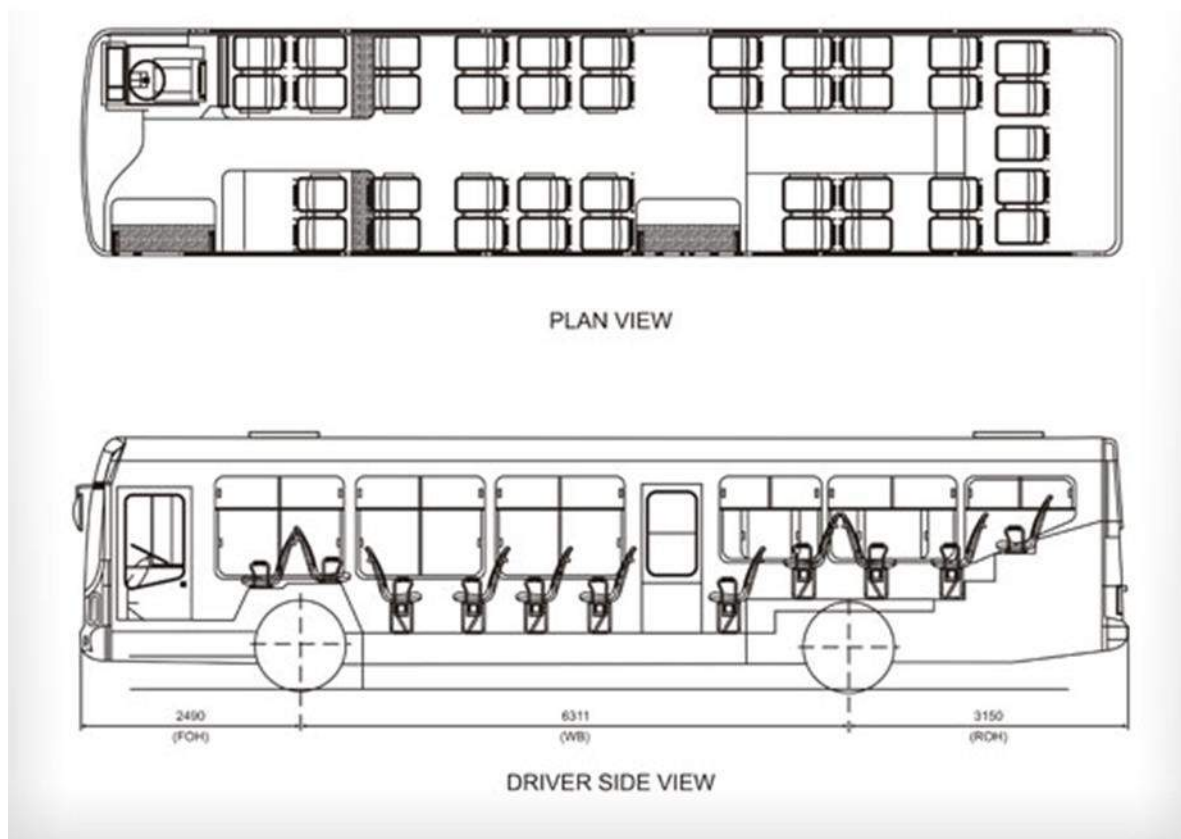 PLAN VIEW
2490
(FOH)
6311
(WB)
3150
(ROH)
DRIVER SIDE VIEW